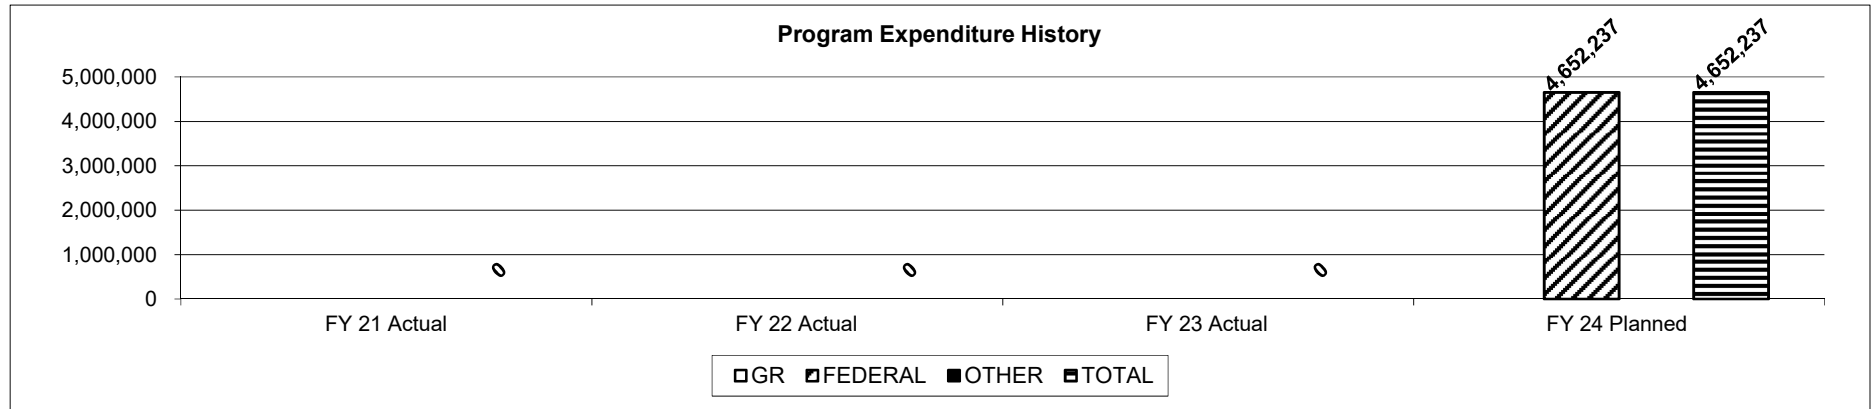 Program Expenditure History
4,652,237 4,652,237
5,000,000
4,000,000
3,000,000
2,000,000
1,000,000
0 0 0
0
FY 21 Actual FY 22 Actual FY 23 Actual FY 24 Planned
GR FEDERAL OTHER TOTAL